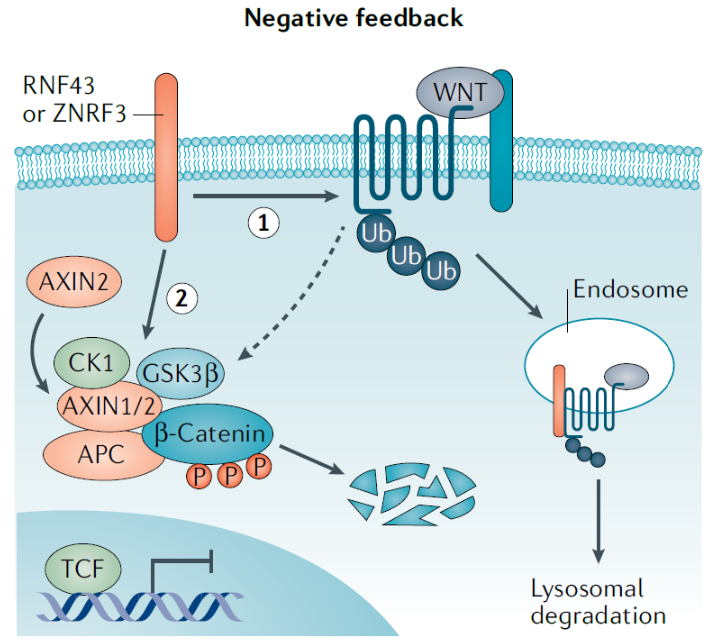 Negative feedback
RNF43
or ZNRF3
WNT
1
Ub
Ub
Ub
2
AXIN2
Endosome
CK1
GSK3β
AXIN1/2
β-Catenin
APC
P
P
P
TCF
Lysosomal
degradation